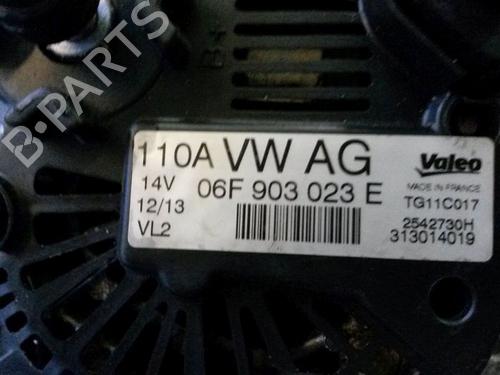 B-PARTS
B+
110A VW AG
Valeo
14V 06F 903 023 E
MADE IN FRANCE
12/13
TG11C017
VL2
2542730H
313014019